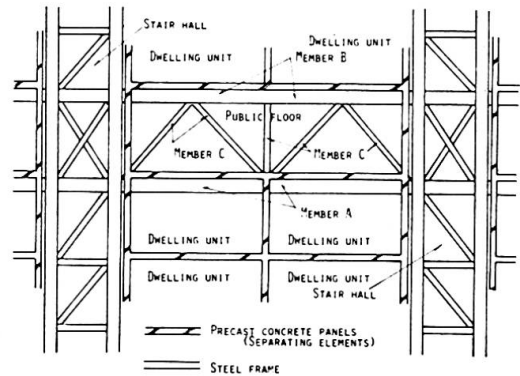 STAIR HALL
DWELLING UNIT
DWELLING UNIT
MEMBER B
PUBLIC FLOOR
MEMBER C
MEMBER C
MEMBER A
DWELLING UNIT
DWELLING UNIT
DWELLING UNIT
DWELLING UNIT
STAIR HALL
PRECAST CONCRETE PANELS
(SEPARATING ELEMENTS)
STEEL FRAME